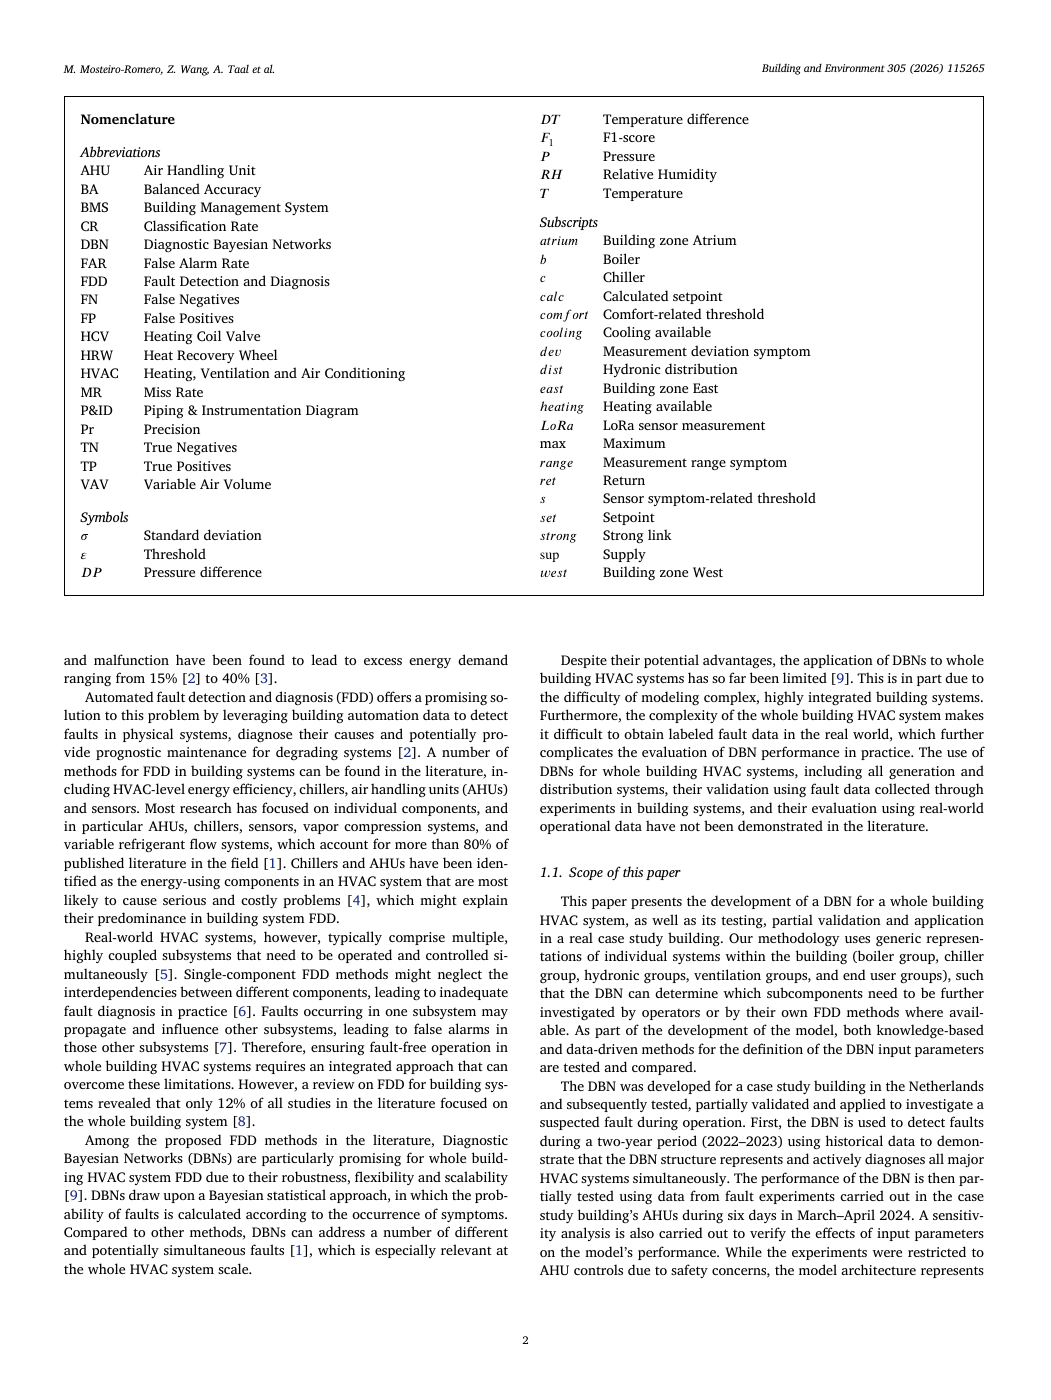 M. Mosteiro-Romero, Z. Wang, A. Taal et al.
Building and Environment 305 (2026) 115265
Nomenclature
Abbreviations
AHU Air Handling Unit
BA Balanced Accuracy
BMS Building Management System
CR Classification Rate
DBN Diagnostic Bayesian Networks
FAR False Alarm Rate
FDD Fault Detection and Diagnosis
FN False Negatives
FP False Positives
HCV Heating Coil Valve
HRW Heat Recovery Wheel
HVAC Heating, Ventilation and Air Conditioning
MR Miss Rate
P&ID Piping & Instrumentation Diagram
Pr Precision
TN True Negatives
TP True Positives
VAV Variable Air Volume
Symbols
σ Standard deviation
ε Threshold
DP Pressure difference
DT Temperature difference
F1 F1-score
P Pressure
RH Relative Humidity
T Temperature
Subscripts
atrium Building zone Atrium
b Boiler
c Chiller
calc Calculated setpoint
comfort Comfort-related threshold
cooling Cooling available
dev Measurement deviation symptom
dist Hydronic distribution
east Building zone East
heating Heating available
LoRa LoRa sensor measurement
max Maximum
range Measurement range symptom
ret Return
s Sensor symptom-related threshold
set Setpoint
strong Strong link
sup Supply
west Building zone West
and malfunction have been found to lead to excess energy demand
ranging from 15% [2] to 40% [3].
Automated fault detection and diagnosis (FDD) offers a promising so-
lution to this problem by leveraging building automation data to detect
faults in physical systems, diagnose their causes and potentially pro-
vide prognostic maintenance for degrading systems [2]. A number of
methods for FDD in building systems can be found in the literature, in-
cluding HVAC-level energy efficiency, chillers, air handling units (AHUs)
and sensors. Most research has focused on individual components, and
in particular AHUs, chillers, sensors, vapor compression systems, and
variable refrigerant flow systems, which account for more than 80% of
published literature in the field [1]. Chillers and AHUs have been iden-
tified as the energy-using components in an HVAC system that are most
likely to cause serious and costly problems [4], which might explain
their predominance in building system FDD.
Real-world HVAC systems, however, typically comprise multiple,
highly coupled subsystems that need to be operated and controlled si-
multaneously [5]. Single-component FDD methods might neglect the
interdependencies between different components, leading to inadequate
fault diagnosis in practice [6]. Faults occurring in one subsystem may
propagate and influence other subsystems, leading to false alarms in
those other subsystems [7]. Therefore, ensuring fault-free operation in
whole building HVAC systems requires an integrated approach that can
overcome these limitations. However, a review on FDD for building sys-
tems revealed that only 12% of all studies in the literature focused on
the whole building system [8].
Among the proposed FDD methods in the literature, Diagnostic
Bayesian Networks (DBNs) are particularly promising for whole build-
ing HVAC system FDD due to their robustness, flexibility and scalability
[9]. DBNs draw upon a Bayesian statistical approach, in which the prob-
ability of faults is calculated according to the occurrence of symptoms.
Compared to other methods, DBNs can address a number of different
and potentially simultaneous faults [1], which is especially relevant at
the whole HVAC system scale.
Despite their potential advantages, the application of DBNs to whole
building HVAC systems has so far been limited [9]. This is in part due to
the difficulty of modeling complex, highly integrated building systems.
Furthermore, the complexity of the whole building HVAC system makes
it difficult to obtain labeled fault data in the real world, which further
complicates the evaluation of DBN performance in practice. The use of
DBNs for whole building HVAC systems, including all generation and
distribution systems, their validation using fault data collected through
experiments in building systems, and their evaluation using real-world
operational data have not been demonstrated in the literature.
1.1. Scope of this paper
This paper presents the development of a DBN for a whole building
HVAC system, as well as its testing, partial validation and application
in a real case study building. Our methodology uses generic represen-
tations of individual systems within the building (boiler group, chiller
group, hydronic groups, ventilation groups, and end user groups), such
that the DBN can determine which subcomponents need to be further
investigated by operators or by their own FDD methods where avail-
able. As part of the development of the model, both knowledge-based
and data-driven methods for the definition of the DBN input parameters
are tested and compared.
The DBN was developed for a case study building in the Netherlands
and subsequently tested, partially validated and applied to investigate a
suspected fault during operation. First, the DBN is used to detect faults
during a two-year period (2022–2023) using historical data to demon-
strate that the DBN structure represents and actively diagnoses all major
HVAC systems simultaneously. The performance of the DBN is then par-
tially tested using data from fault experiments carried out in the case
study building's AHUs during six days in March–April 2024. A sensitiv-
ity analysis is also carried out to verify the effects of input parameters
on the model's performance. While the experiments were restricted to
AHU controls due to safety concerns, the model architecture represents
2